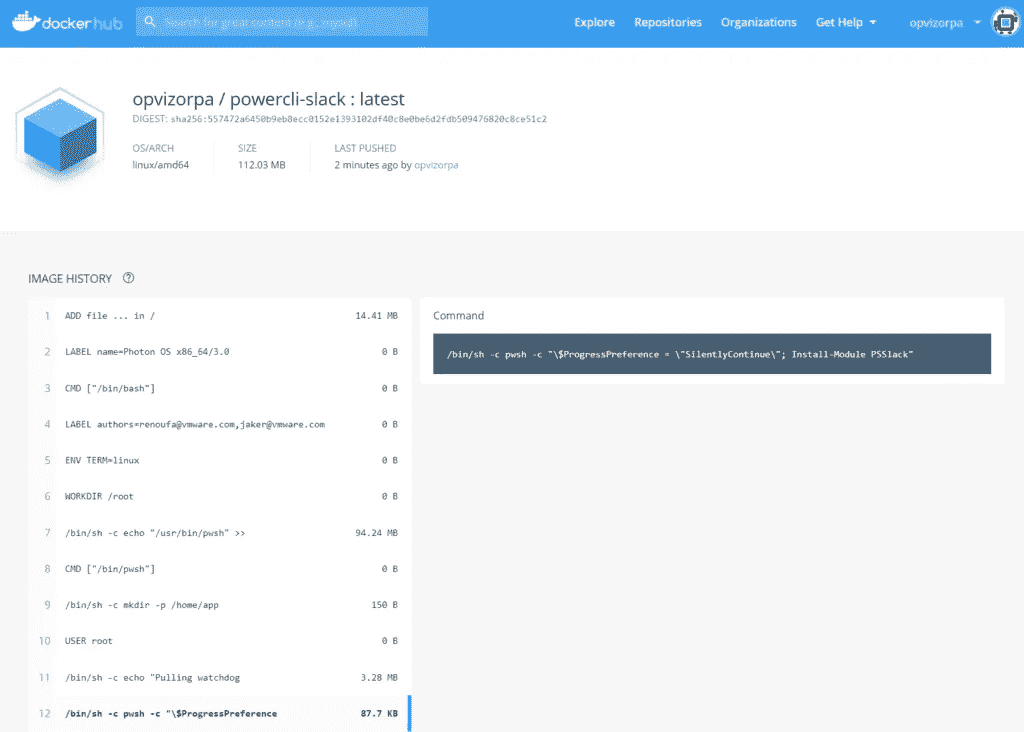 docker hub
Search for great content (e.g., mysql)
Explore
Repositories
Organizations
Get Help
opvizorpa
opvizorpa / powercli-slack : latest
DIGEST: sha256:557472a6450b9eb8ecc0152e1393102df40c8e0be6d2fdb509476820c8ce51c2
OS/ARCH
linux/amd64
SIZE
112.03 MB
LAST PUSHED
2 minutes ago by opvizorpa
IMAGE HISTORY
1 ADD file ... in / 14.41 MB
2 LABEL name=Photon OS x86_64/3.0 0 B
3 CMD ["/bin/bash"] 0 B
4 LABEL authors=renoufa@vmware.com,jaker@vmware.com 0 B
5 ENV TERM=linux 0 B
6 WORKDIR /root 0 B
7 /bin/sh -c echo "/usr/bin/pwsh" >> 94.24 MB
8 CMD ["/bin/pwsh"] 0 B
9 /bin/sh -c mkdir -p /home/app 150 B
10 USER root 0 B
11 /bin/sh -c echo "Pulling watchdog 3.28 MB
12 /bin/sh -c pwsh -c "\$ProgressPreference 87.7 KB
Command
/bin/sh -c pwsh -c "\$ProgressPreference = \"SilentlyContinue\"; Install-Module PSSlack"